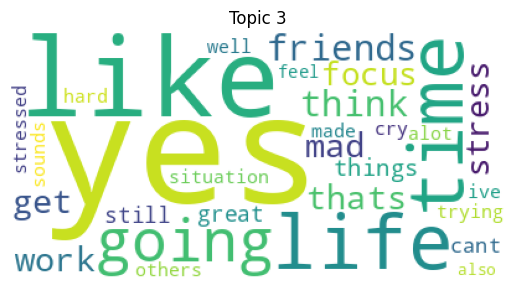 Topic 3
like
well
friends
feel
focus
hard
think
time
stress
stressed
sounds
yes
made
cry
alot
mad
things
situation
get
still
great
thats
ive
trying
going
life
work
others
cant
also